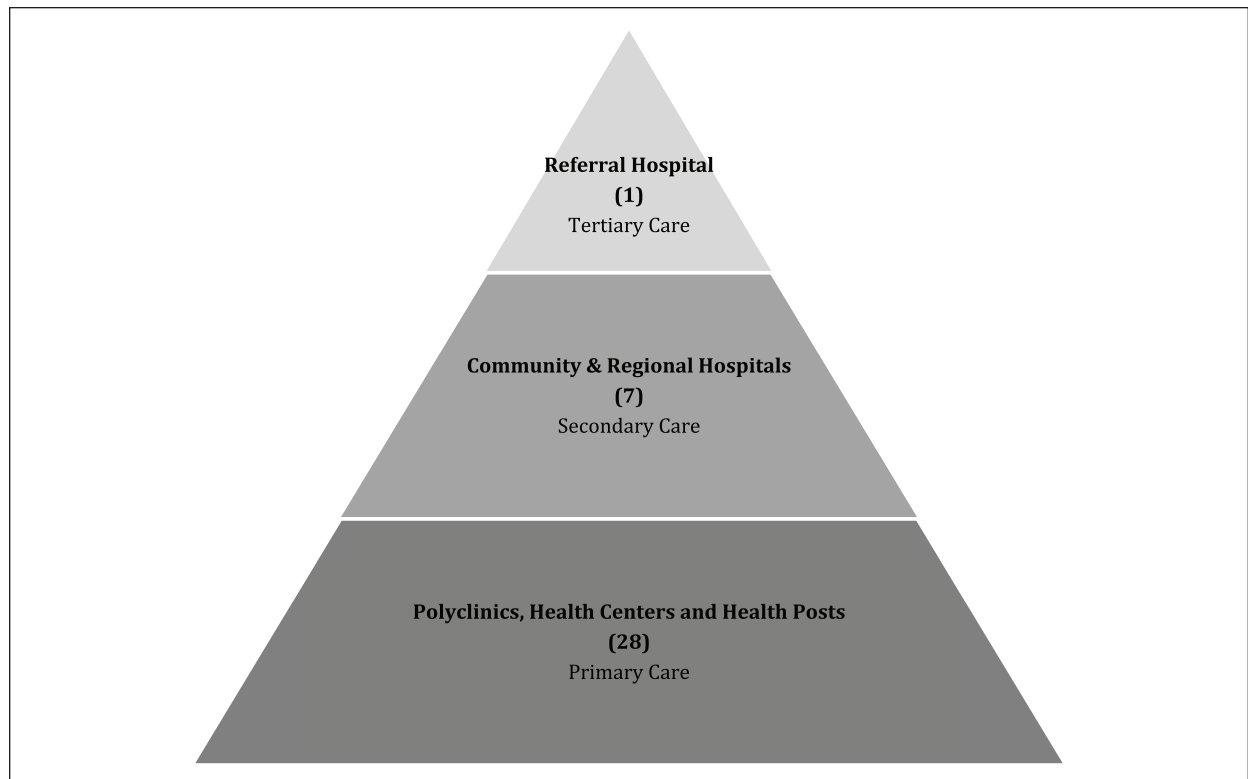 Referral Hospital
(1)
Tertiary Care
Community & Regional Hospitals
(7)
Secondary Care
Polyclinics, Health Centers and Health Posts
(28)
Primary Care